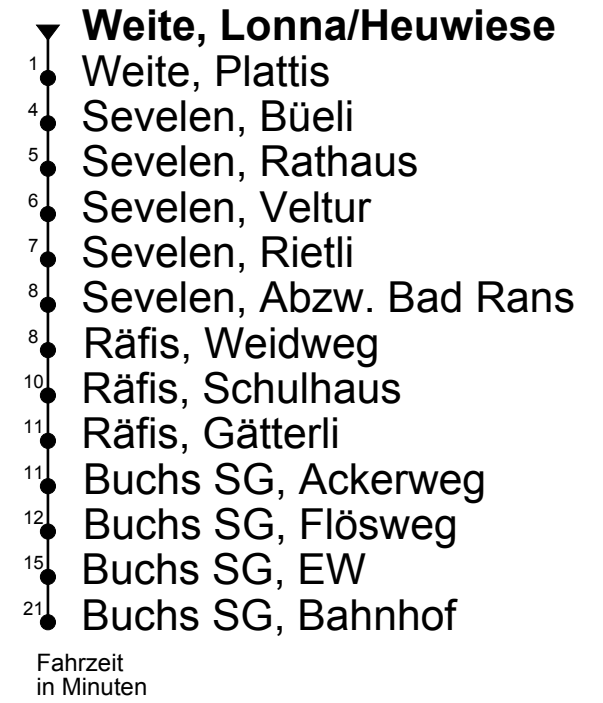 Weite, Lonna/Heuwiese
1 Weite, Plattis
4 Sevelen, Büeli
5 Sevelen, Rathaus
6 Sevelen, Veltur
7 Sevelen, Rietli
8 Sevelen, Abzw. Bad Rans
8 Räfis, Weidweg
10 Räfis, Schulhaus
11 Räfis, Gätterli
11 Buchs SG, Ackerweg
12 Buchs SG, Flösweg
15 Buchs SG, EW
21 Buchs SG, Bahnhof
Fahrzeit
in Minuten